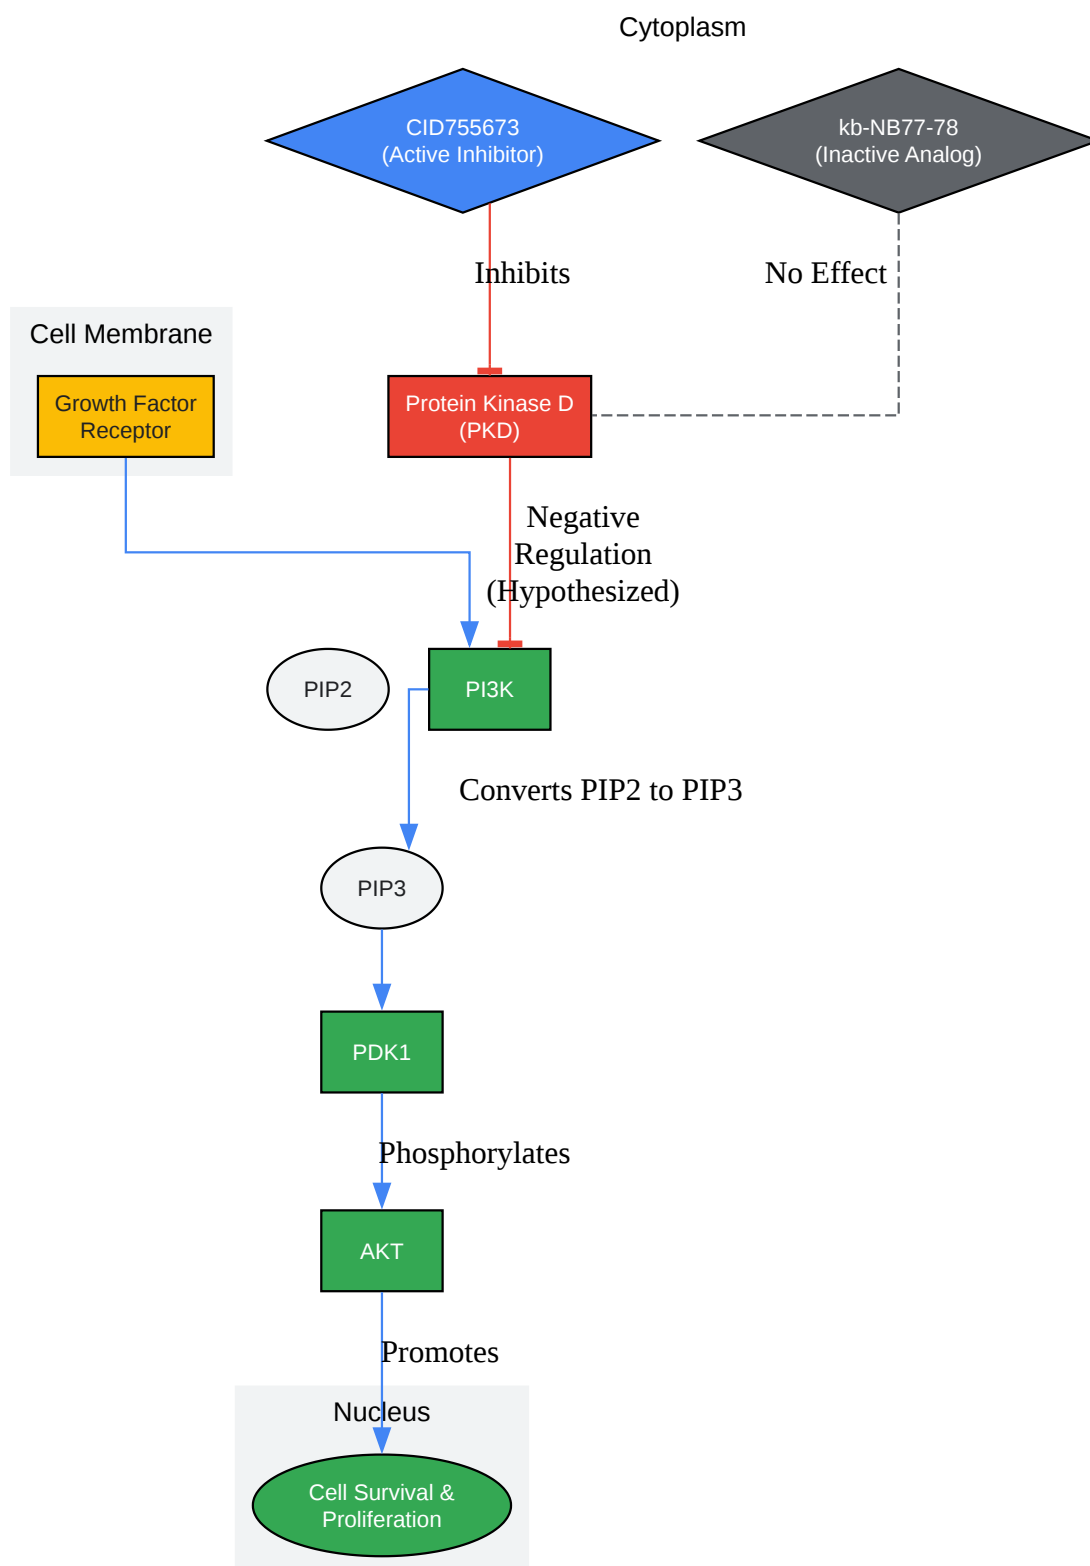 Cytoplasm
CID755673
(Active Inhibitor)
kb-NB77-78
(Inactive Analog)
Inhibits
No Effect
Cell Membrane
Growth Factor
Receptor
Protein Kinase D
(PKD)
Negative
Regulation
(Hypothesized)
PIP2
PI3K
Converts PIP2 to PIP3
PIP3
PDK1
Phosphorylates
AKT
Promotes
Nucleus
Cell Survival &
Proliferation